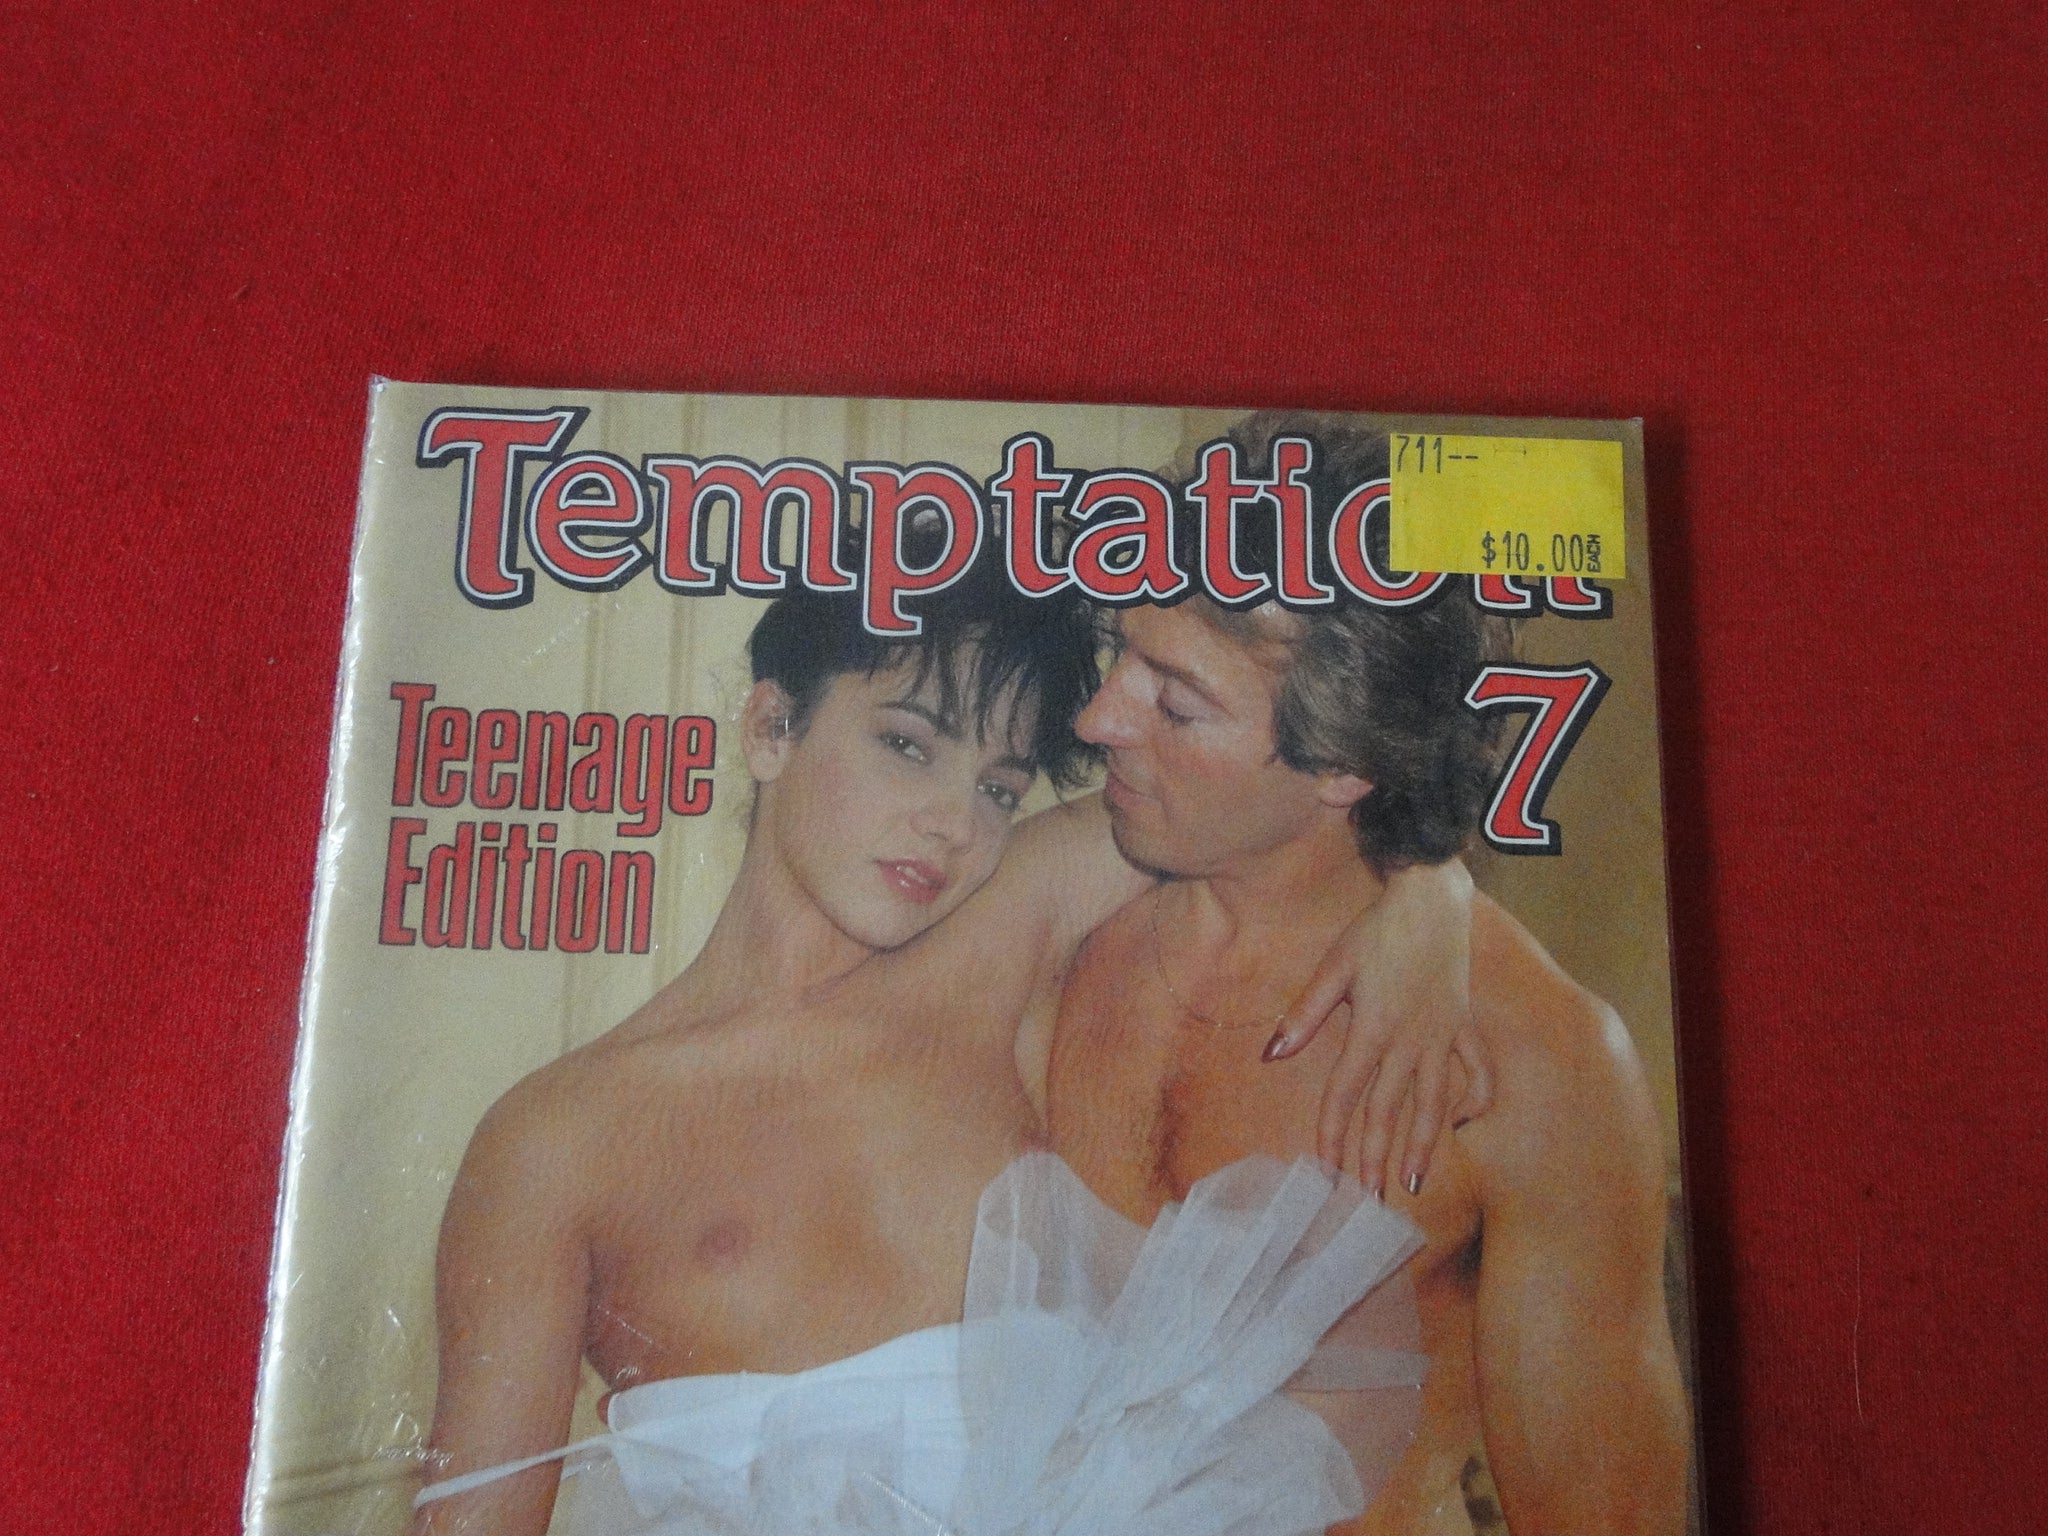 Temptation
711--
$10.00 EACH
7
Teenage
Edition